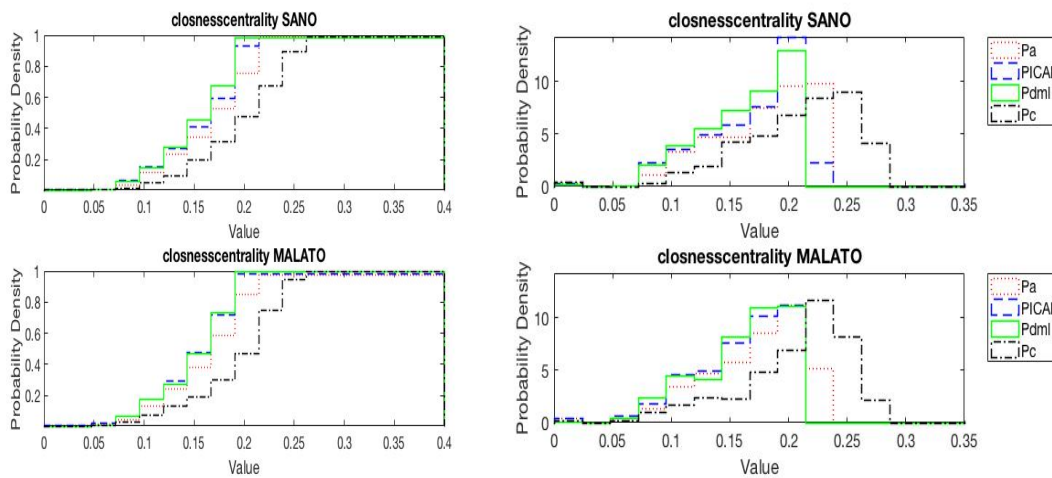 closnesscentrality SANO
Probability Density
1
0.8
0.6
0.4
0.2
0 0.05 0.1 0.15 0.2 0.25 0.3 0.35 0.4
Value
closnesscentrality SANO
Probability Density
10
5
0
0 0.05 0.1 0.15 0.2 0.25 0.3 0.35
Value
Pa
PICAI
Pdml
Pc
closnesscentrality MALATO
Probability Density
1
0.8
0.6
0.4
0.2
0 0.05 0.1 0.15 0.2 0.25 0.3 0.35 0.4
Value
closnesscentrality MALATO
Probability Density
10
5
0
0 0.05 0.1 0.15 0.2 0.25 0.3 0.35
Value
Pa
PICAI
Pdml
Pc